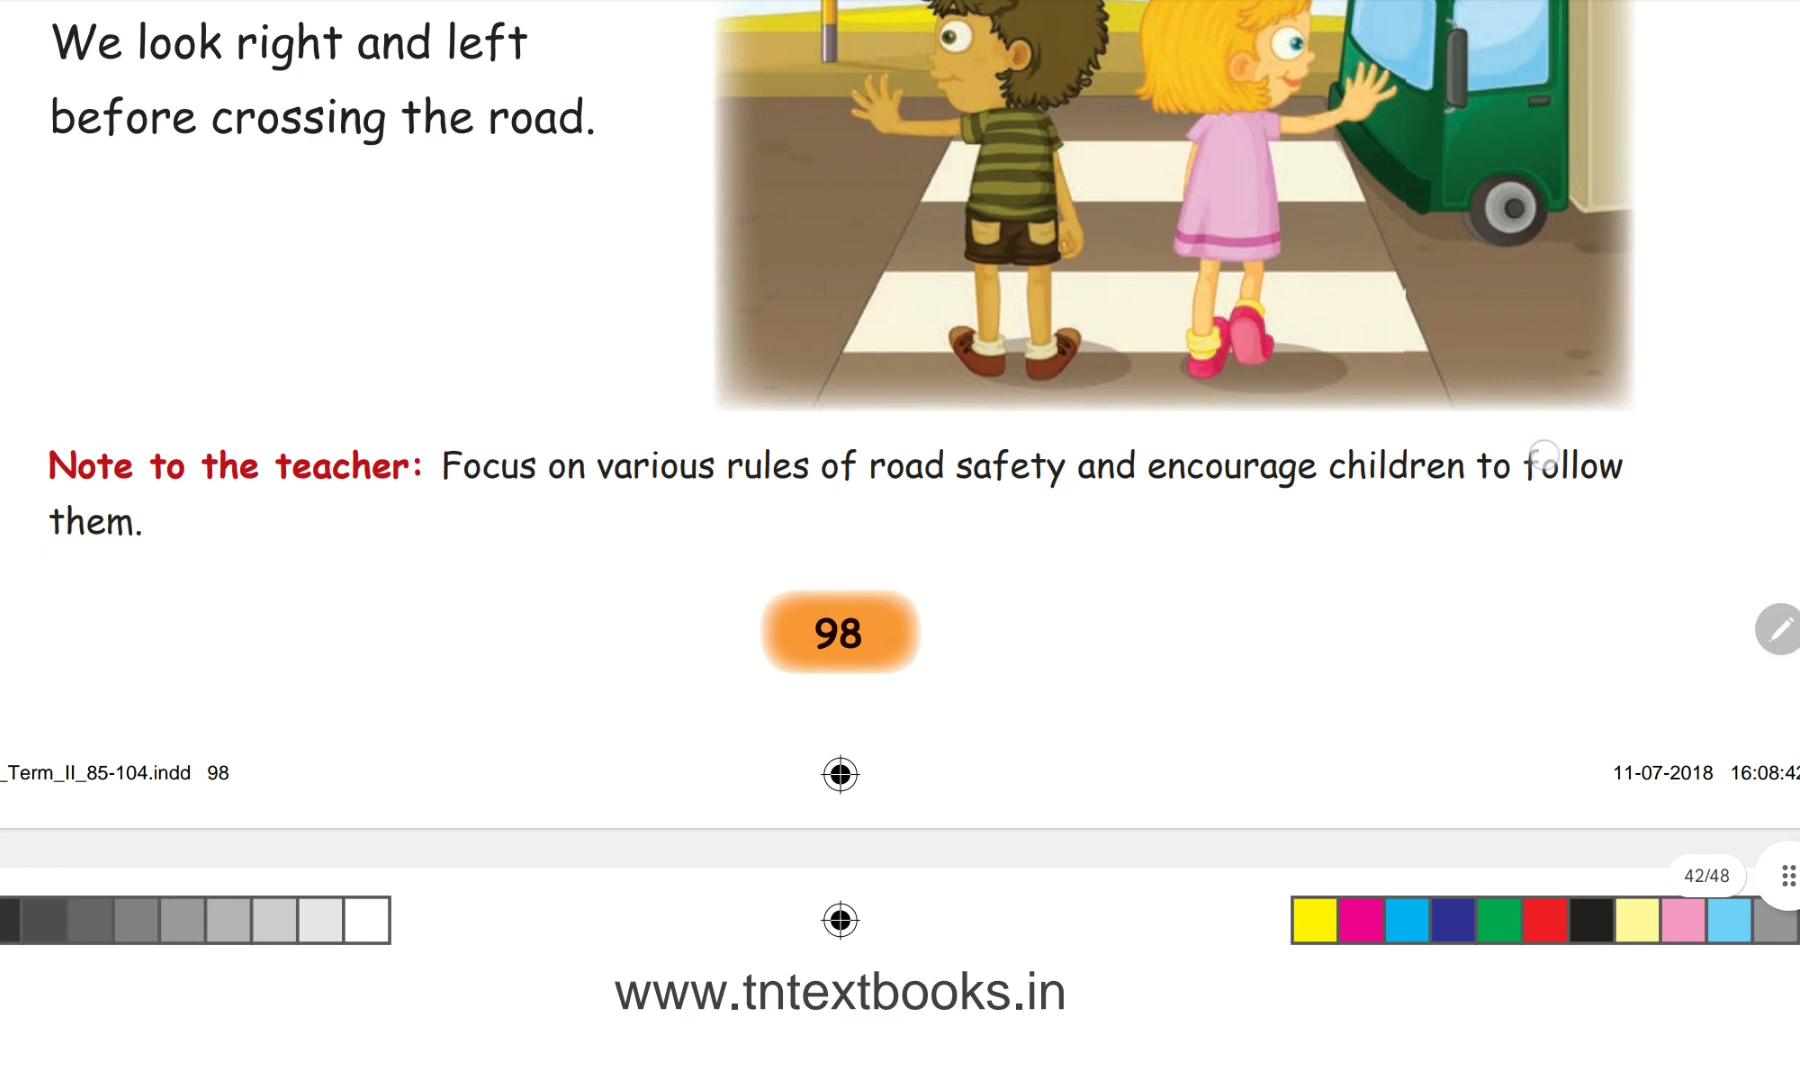 We look right and left
before crossing the road.
Note to the teacher: Focus on various rules of road safety and encourage children to follow
them.
98
_Term_II_85-104.indd 98
11-07-2018 16:08:42
42/48
www.tntextbooks.in